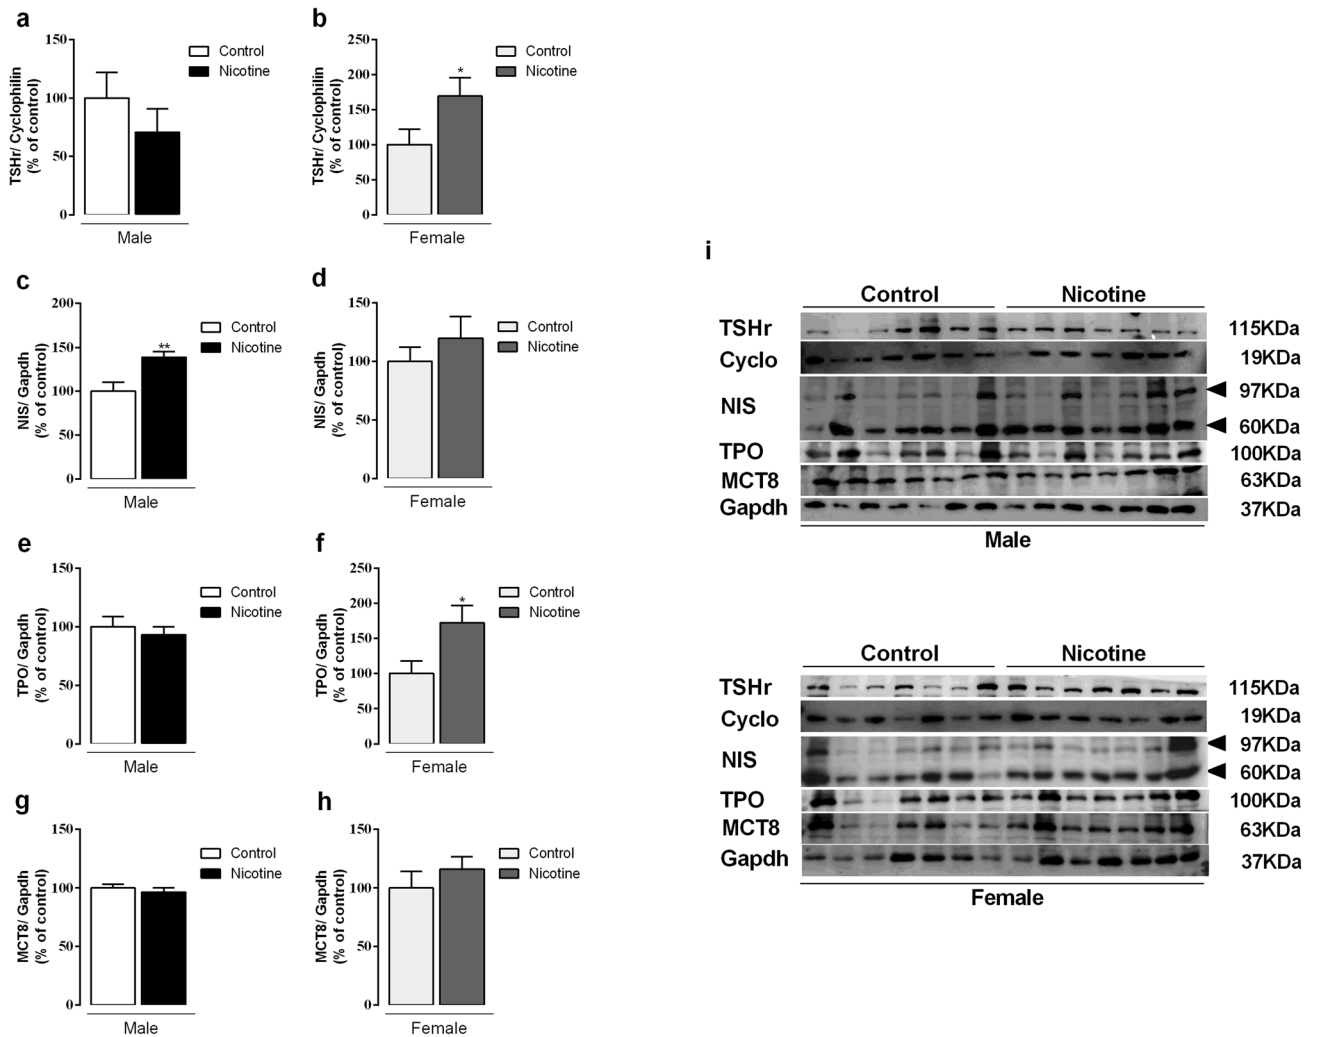 a
TSHr/ Cyclophilin
(% of control)
150
100
50
0
Control
Nicotine
Male
b
TSHr/ Cyclophilin
(% of control)
250
200
150
100
50
0
*
Control
Nicotine
Female
c
NIS/ Gapdh
(% of control)
200
150
100
50
0
**
Control
Nicotine
Male
d
NIS/ Gapdh
(% of control)
150
100
50
0
Control
Nicotine
Female
e
TPO/ Gapdh
(% of control)
150
100
50
0
Control
Nicotine
Male
f
TPO/ Gapdh
(% of control)
250
200
150
100
50
0
*
Control
Nicotine
Female
g
MCT8/ Gapdh
(% of control)
150
100
50
0
Control
Nicotine
Male
h
MCT8/ Gapdh
(% of control)
150
100
50
0
Control
Nicotine
Female
i
Control Nicotine
TSHr 115KDa
Cyclo 19KDa
NIS 97KDa
60KDa
TPO 100KDa
MCT8 63KDa
Gapdh 37KDa
Male
Control Nicotine
TSHr 115KDa
Cyclo 19KDa
NIS 97KDa
60KDa
TPO 100KDa
MCT8 63KDa
Gapdh 37KDa
Female